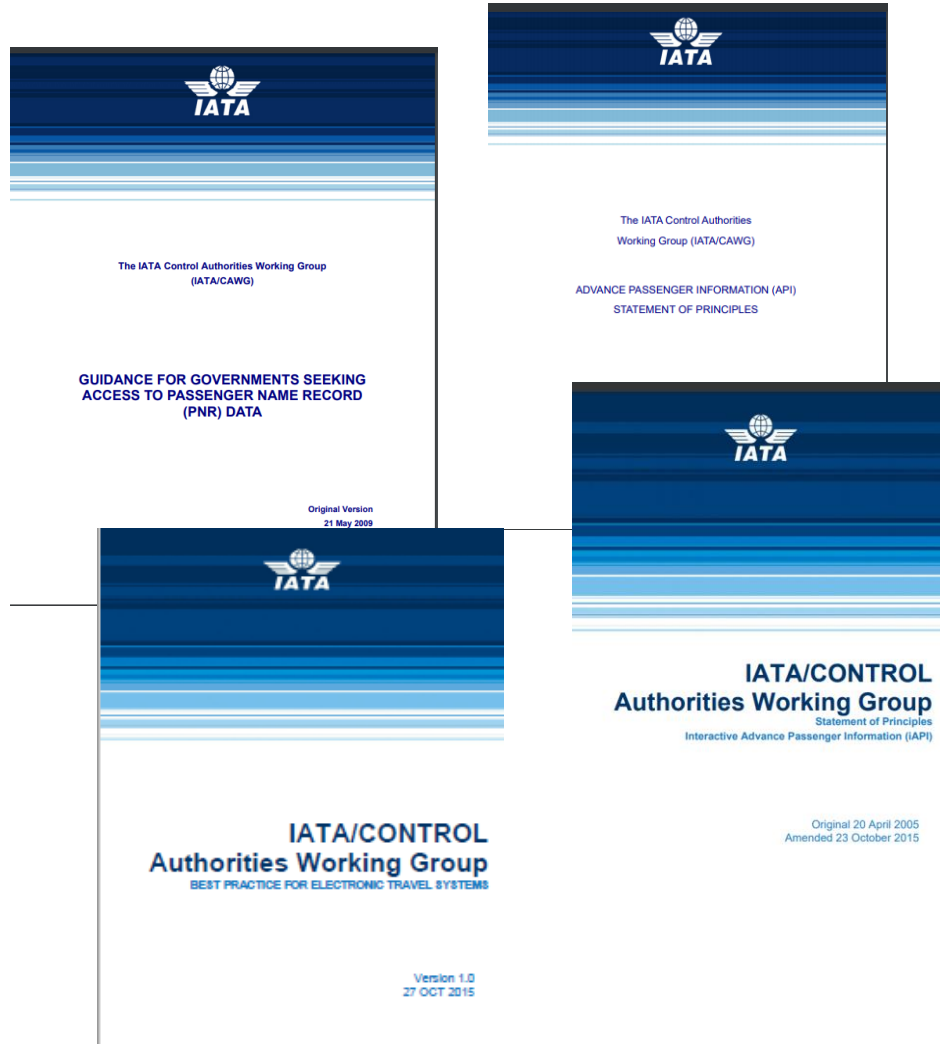 IATA
The IATA Control Authorities Working Group
(IATA/CAWG)
GUIDANCE FOR GOVERNMENTS SEEKING
ACCESS TO PASSENGER NAME RECORD
(PNR) DATA
Original Version
21 May 2009
IATA
The IATA Control Authorities
Working Group (IATA/CAWG)
ADVANCE PASSENGER INFORMATION (API)
STATEMENT OF PRINCIPLES
IATA
IATA/CONTROL
Authorities Working Group
BEST PRACTICE FOR ELECTRONIC TRAVEL SYSTEMS
Version 1.0
27 OCT 2015
IATA
IATA/CONTROL
Authorities Working Group
Statement of Principles
Interactive Advance Passenger Information (iAPI)
Original 20 April 2005
Amended 23 October 2015